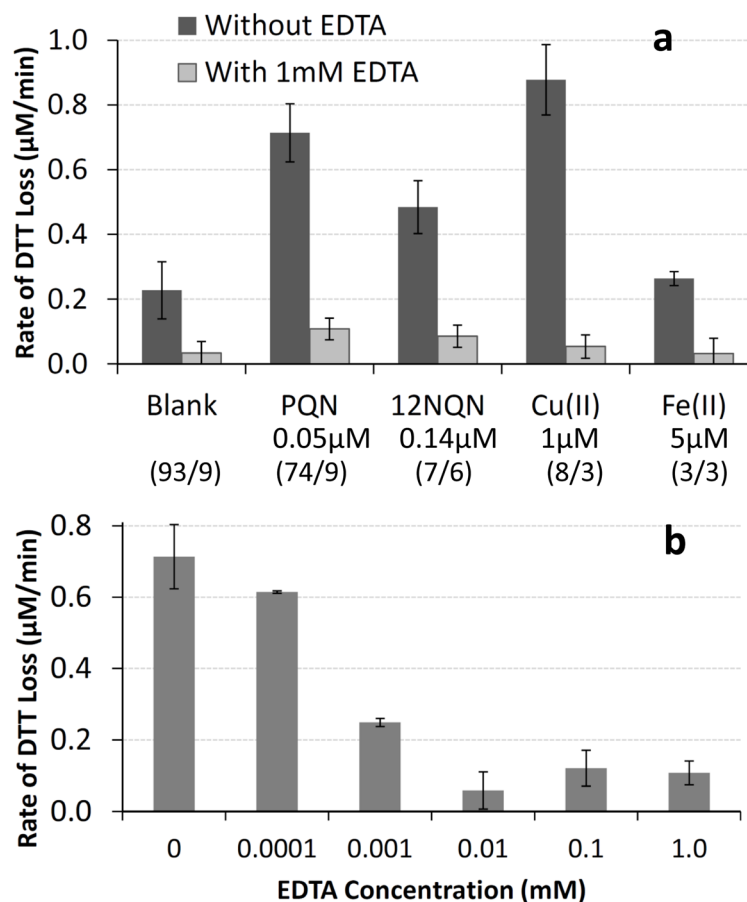 Without EDTA
With 1mM EDTA
a
Rate of DTT Loss (µM/min)
1.0
0.8
0.6
0.4
0.2
0.0
Blank PQN 12NQN Cu(II) Fe(II)
0.05µM 0.14µM 1µM 5µM
(93/9) (74/9) (7/6) (8/3) (3/3)
b
Rate of DTT Loss (µM/min)
0.8
0.6
0.4
0.2
0.0
0 0.0001 0.001 0.01 0.1 1.0
EDTA Concentration (mM)